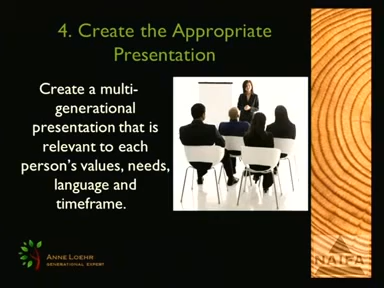 4. Create the Appropriate
Presentation
Create a multi-
generational
presentation that is
relevant to each
person's values, needs,
language and
timeframe.
ANNE LOEHR
GENERATIONAL EXPERT
NAIFA